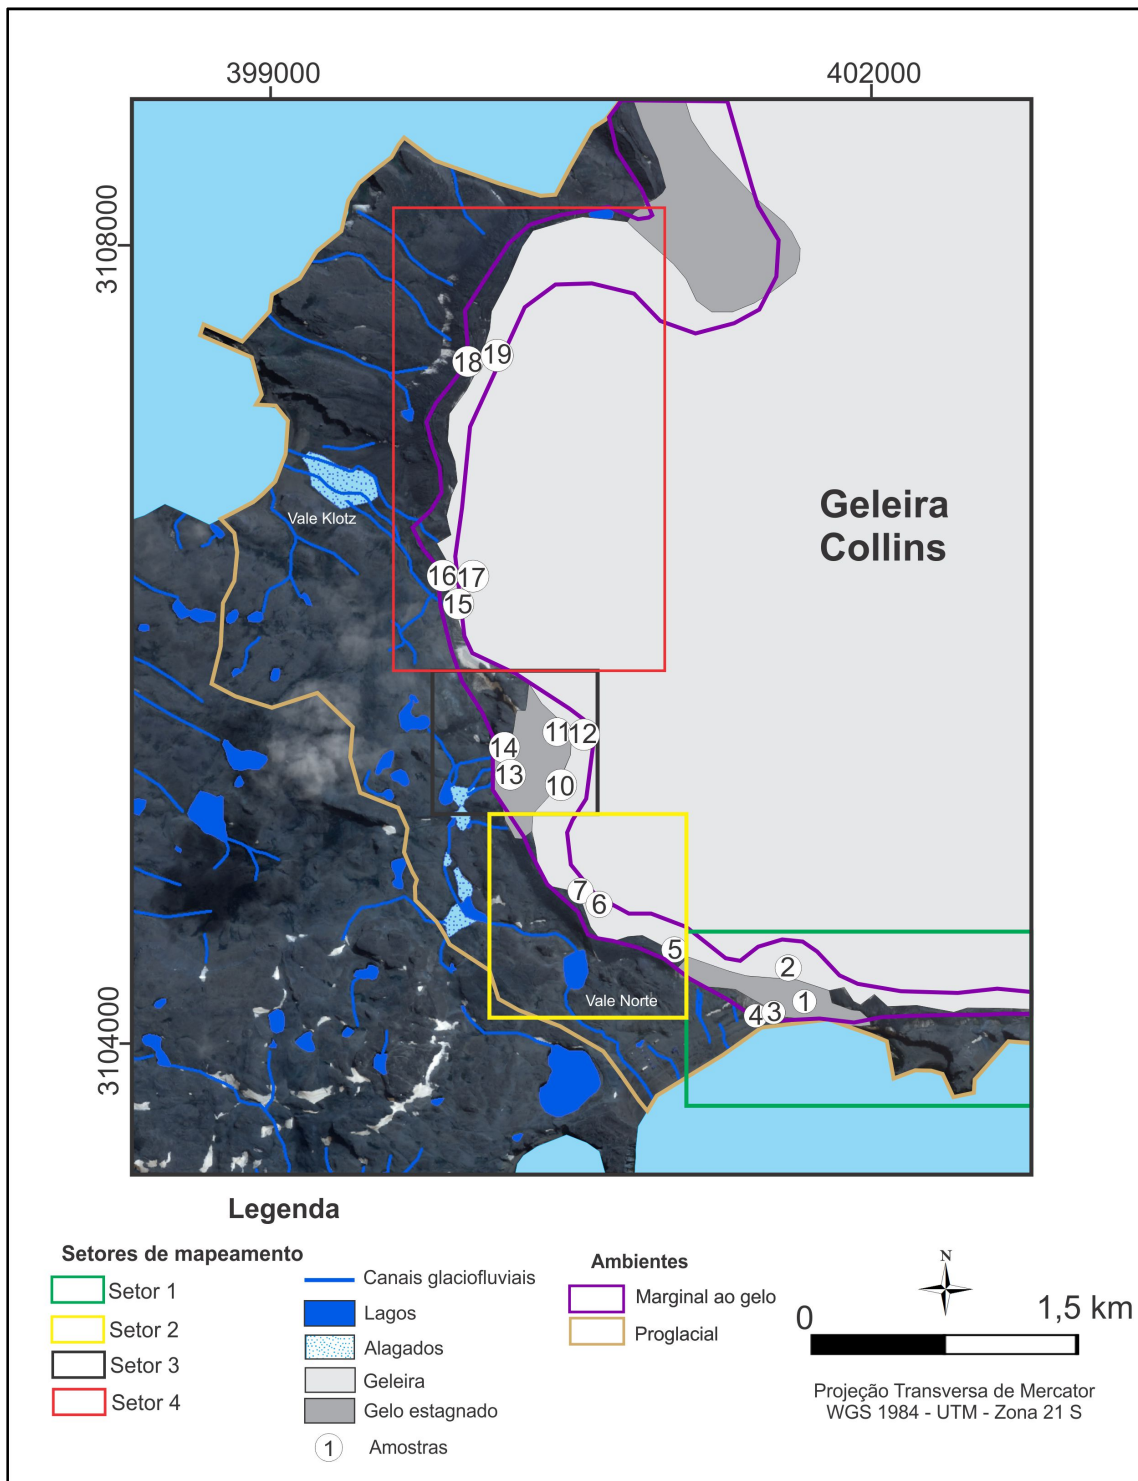 399000
402000
3108000
3104000
19
18
Geleira
Collins
Vale Klotz
16
17
15
11
12
14
13
10
7
6
5
2
1
Vale Norte
4
3
Legenda
Setores de mapeamento
Setor 1
Setor 2
Setor 3
Setor 4
Canais glaciofluviais
Lagos
Alagados
Geleira
Gelo estagnado
1 Amostras
Ambientes
Marginal ao gelo
Proglacial
N
0 1,5 km
Projeção Transversa de Mercator
WGS 1984 - UTM - Zona 21 S